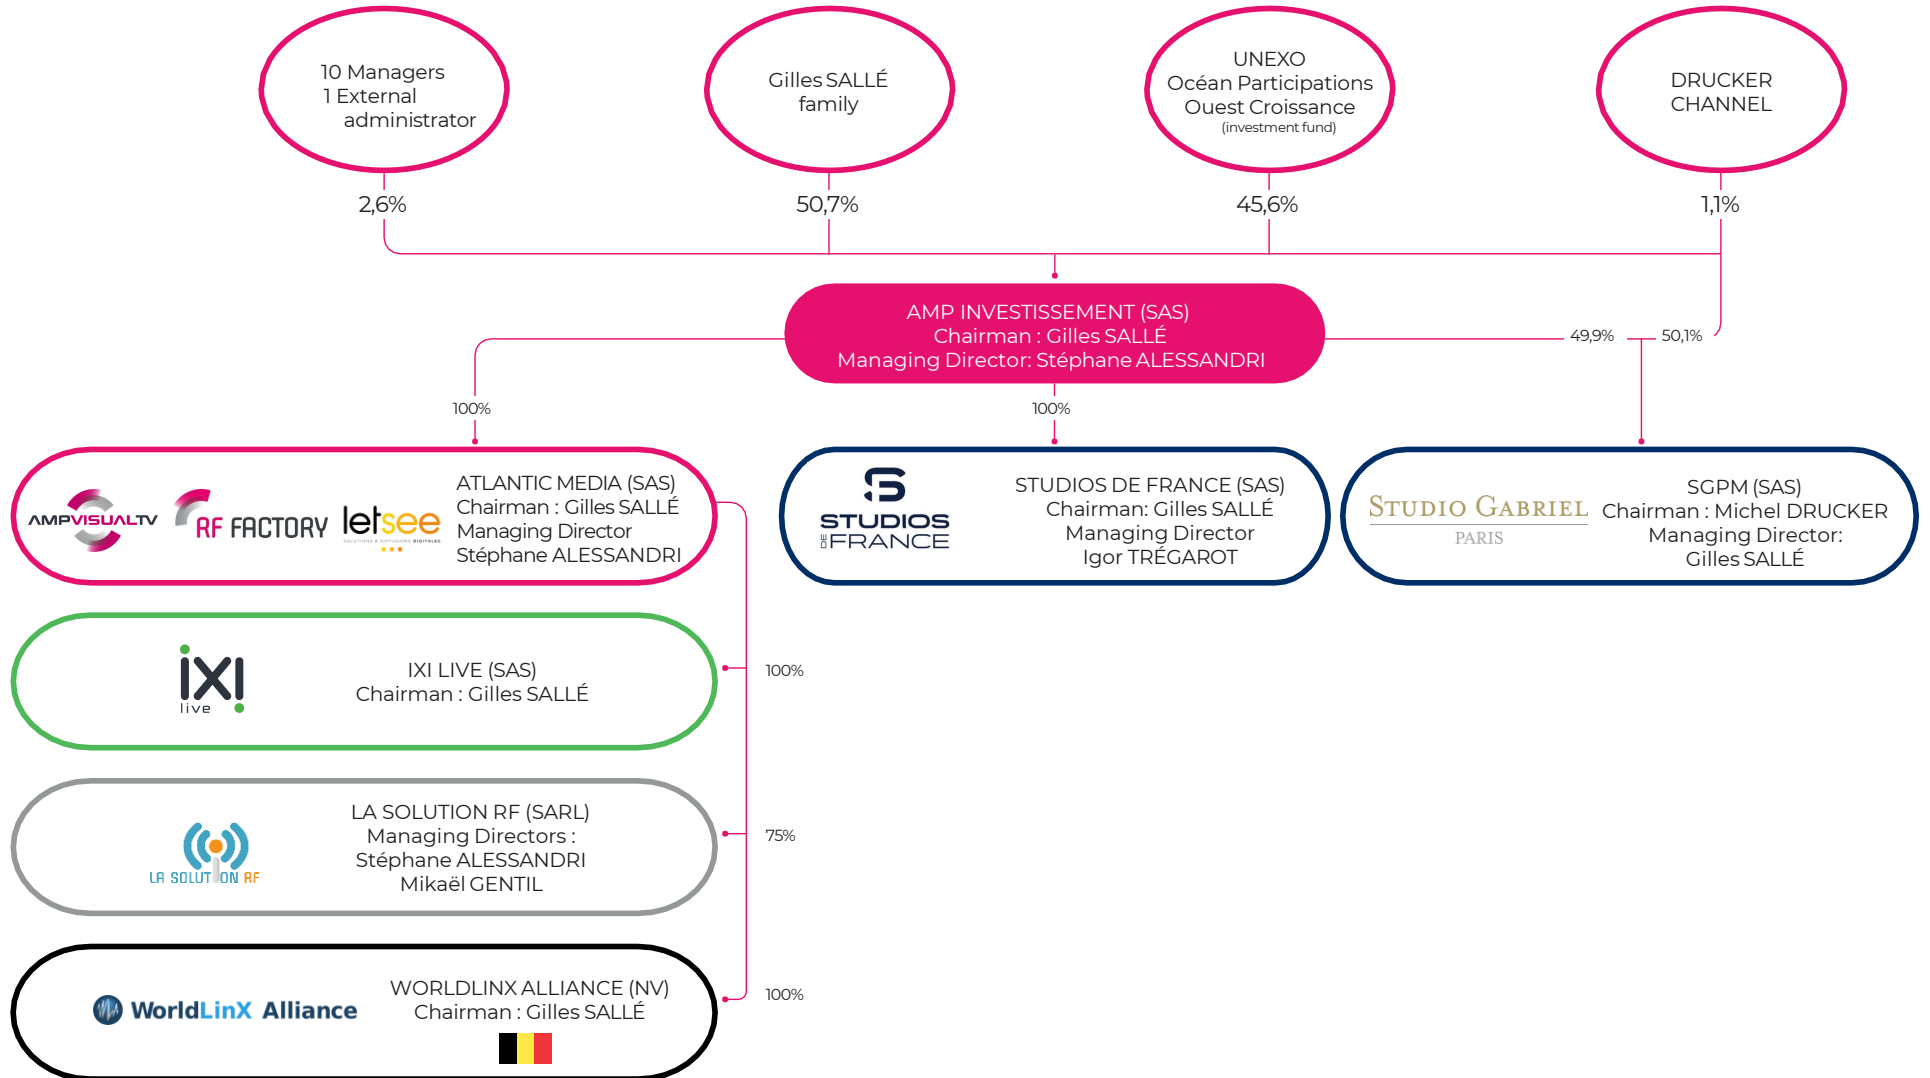 10 Managers
1 External
administrator
Gilles SALLÉ
family
UNEXO
Océan Participations
Ouest Croissance
(investment fund)
DRUCKER
CHANNEL
2,6%
50,7%
45,6%
1,1%
AMP INVESTISSEMENT (SAS)
Chairman : Gilles SALLÉ
Managing Director: Stéphane ALESSANDRI
49,9%
50,1%
100%
100%
AMPVISUALTV
RF FACTORY
letsee
SOLUTIONS & DIFFUSIONS DIGITALES
ATLANTIC MEDIA (SAS)
Chairman : Gilles SALLÉ
Managing Director
Stéphane ALESSANDRI
STUDIOS
DE FRANCE
STUDIOS DE FRANCE (SAS)
Chairman: Gilles SALLÉ
Managing Director
Igor TRÉGAROT
STUDIO GABRIEL
PARIS
SGPM (SAS)
Chairman : Michel DRUCKER
Managing Director:
Gilles SALLÉ
ixi
live
IXI LIVE (SAS)
Chairman : Gilles SALLÉ
100%
LA SOLUTION RF
LA SOLUTION RF (SARL)
Managing Directors :
Stéphane ALESSANDRI
Mikaël GENTIL
75%
WorldLinX Alliance
WORLDLINX ALLIANCE (NV)
Chairman : Gilles SALLÉ
100%